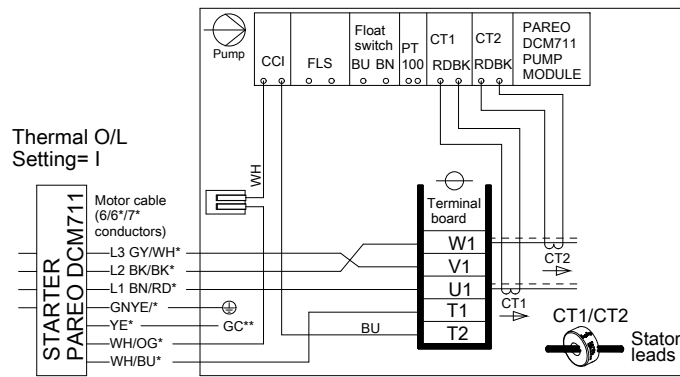 Pump
CCI
FLS
Float
switch
BU BN
PT
100
CT1
RDBK
CT2
RDBK
PAREO
DCM711
PUMP
MODULE
Thermal O/L
Setting= I
STARTER
PAREO DCM711
Motor cable
(6/6*/7*
conductors)
L3 GY/WH*
L2 BK/BK*
L1 BN/RD*
GNYE/*
YE*
GC**
WH/OG*
WH/BU*
WH
BU
Terminal
board
W1
V1
U1
T1
T2
CT2
CT1
CT1/CT2
Stator
leads